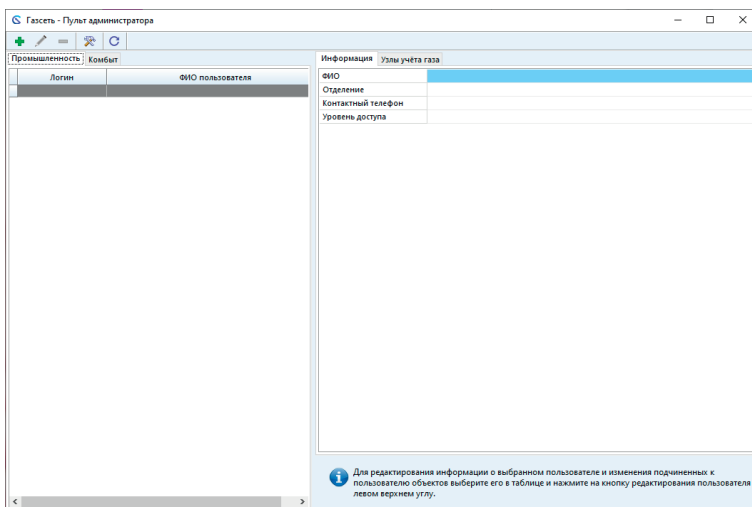 Газсеть - Пульт администратора
Промышленность Комбыт
Логин ФИО пользователя
Информация Узлы учёта газа
ФИО
Отделение
Контактный телефон
Уровень доступа
Для редактирования информации о выбранном пользователе и изменения подчиненных к
пользователю объектов выберите его в таблице и нажмите на кнопку редактирования пользователя
левом верхнем углу.